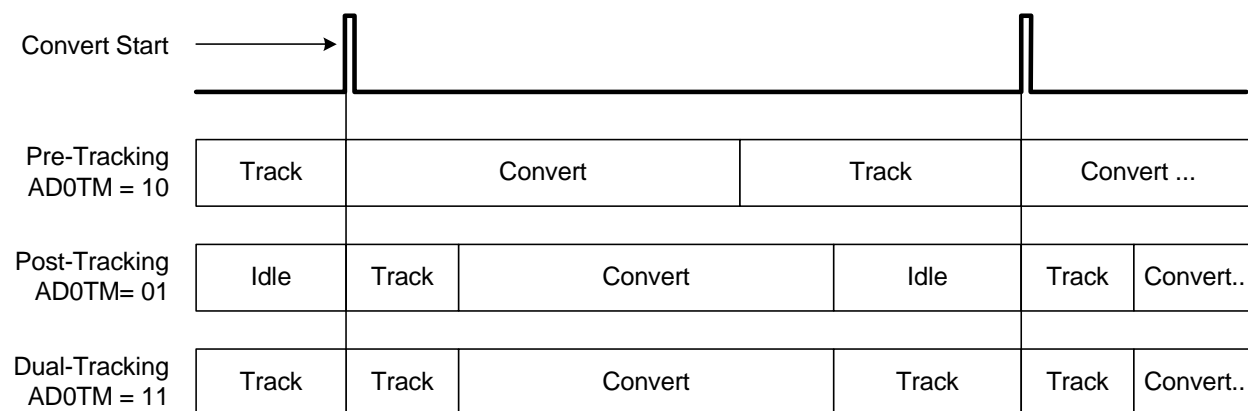 Convert Start
Pre-Tracking
AD0TM = 10
Track
Convert
Track
Convert ...
Post-Tracking
AD0TM= 01
Idle
Track
Convert
Idle
Track
Convert..
Dual-Tracking
AD0TM = 11
Track
Track
Convert
Track
Track
Convert..